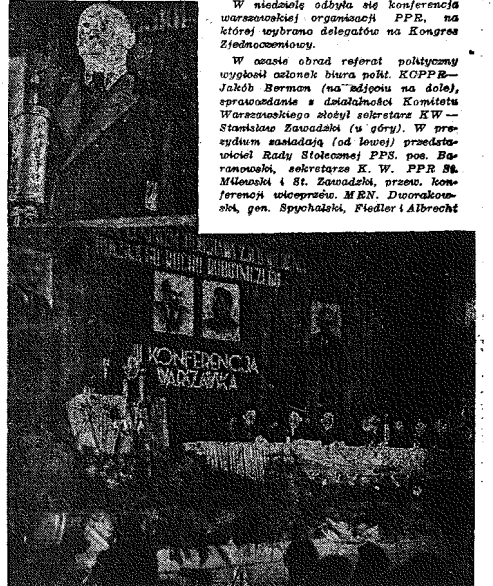 W niedzielę odbyła się konferencja
warszawskiej organizacji PPR, na
której wybrano delegatów na Kongres
Zjednoczeniowy.
W czasie obrad referat polityczny
wygłosił członek biura polit. KCPPR—
Jakób Berman (na zdjęciu na dole),
sprawozdanie z działalności Komitetu
Warszawskiego złożył sekretarz KW —
Stanisław Zawadzki (u góry). W pre-
zydium zasiadają (od lewej) przedsta-
wiciel Rady Stołecznej PPS. pos. Ba-
ranowski, sekretarze K. W. PPR St.
Milewski i St. Zawadzki, przew. kon-
ferencji wiceprzew. MRN. Dworakow-
ski, gen. Spychalski, Fiedler i Albrecht
RUCHU ROBOTNICZEGO
KONFERENCJA
WARSZAWSKA